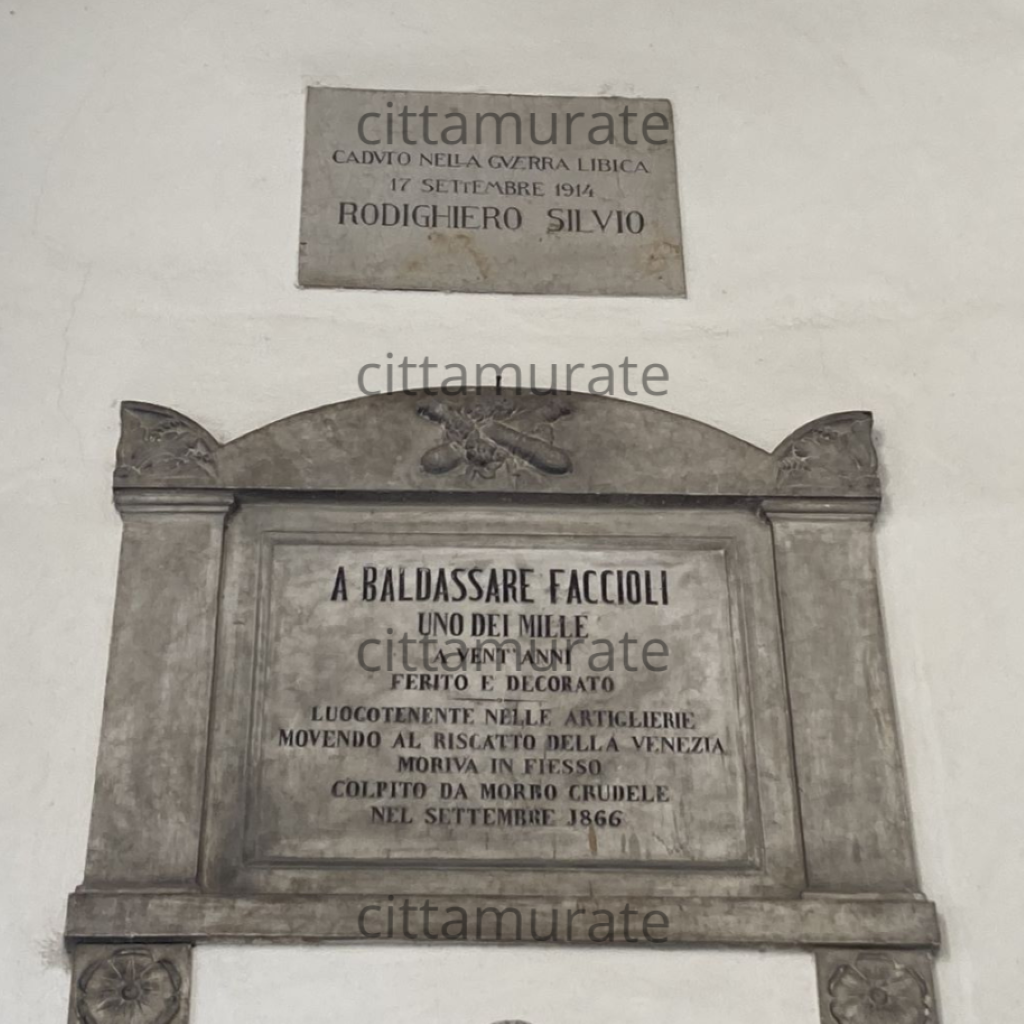 cittamurate
CADVTO NELLA GVERRA LIBICA
17 SETTEMBRE 1914
RODIGHIERO SILVIO
cittamurate
A BALDASSARE FACCIOLI
UNO DEI MILLE
cittamurate
A VENT'ANNI
FERITO E DECORATO
LUOCOTENENTE NELLE ARTIGLIERIE
MOVENDO AL RISCATTO DELLA VENEZIA
MORIVA IN FIESSO
COLPITO DA MORBO CRUDELE
NEL SETTEMBRE 1866
cittamurate